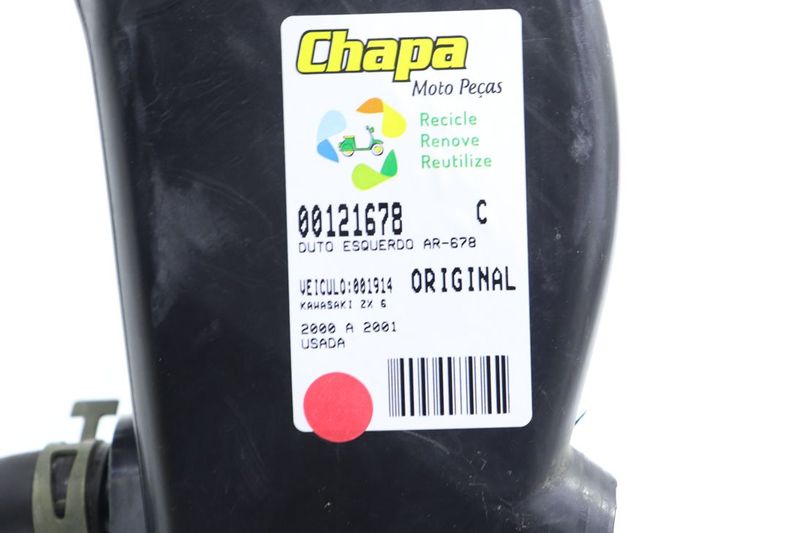 Chapa
Moto Peças
Recicle
Renove
Reutilize
00121678 C
DUTO ESQUERDO AR-678
VEICULO:001914 ORIGINAL
KAWASAKI ZX 6
2000 A 2001
USADA